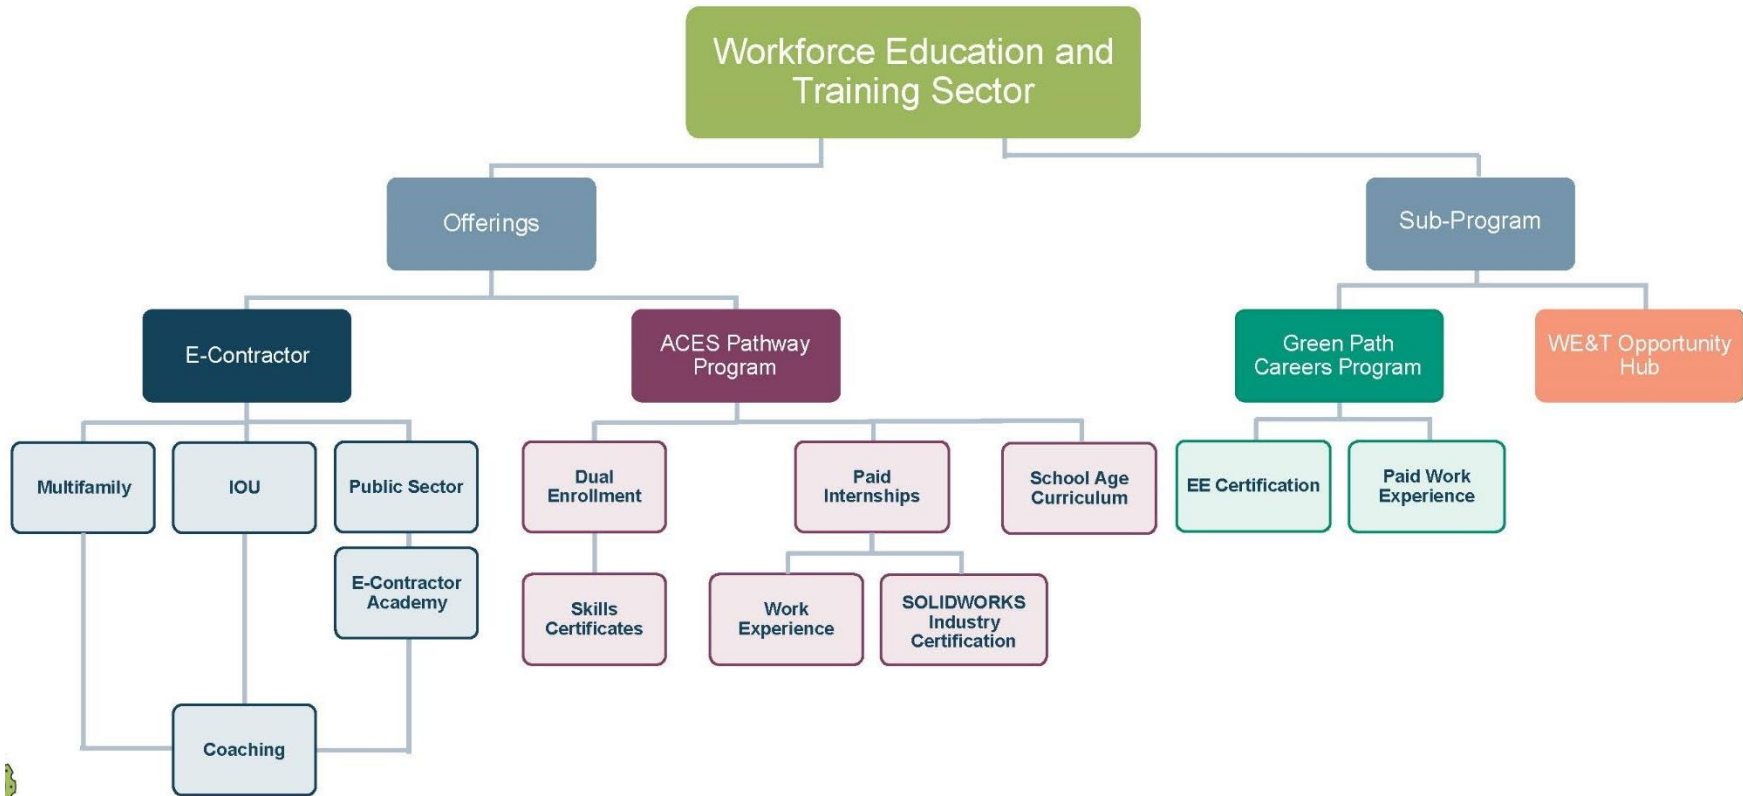 Workforce Education and
Training Sector
Offerings
Sub-Program
E-Contractor
ACES Pathway
Program
Green Path
Careers Program
WE&T Opportunity
Hub
Multifamily
IOU
Public Sector
Dual
Enrollment
Paid
Internships
School Age
Curriculum
EE Certification
Paid Work
Experience
E-Contractor
Academy
Skills
Certificates
Work
Experience
SOLIDWORKS
Industry
Certification
Coaching